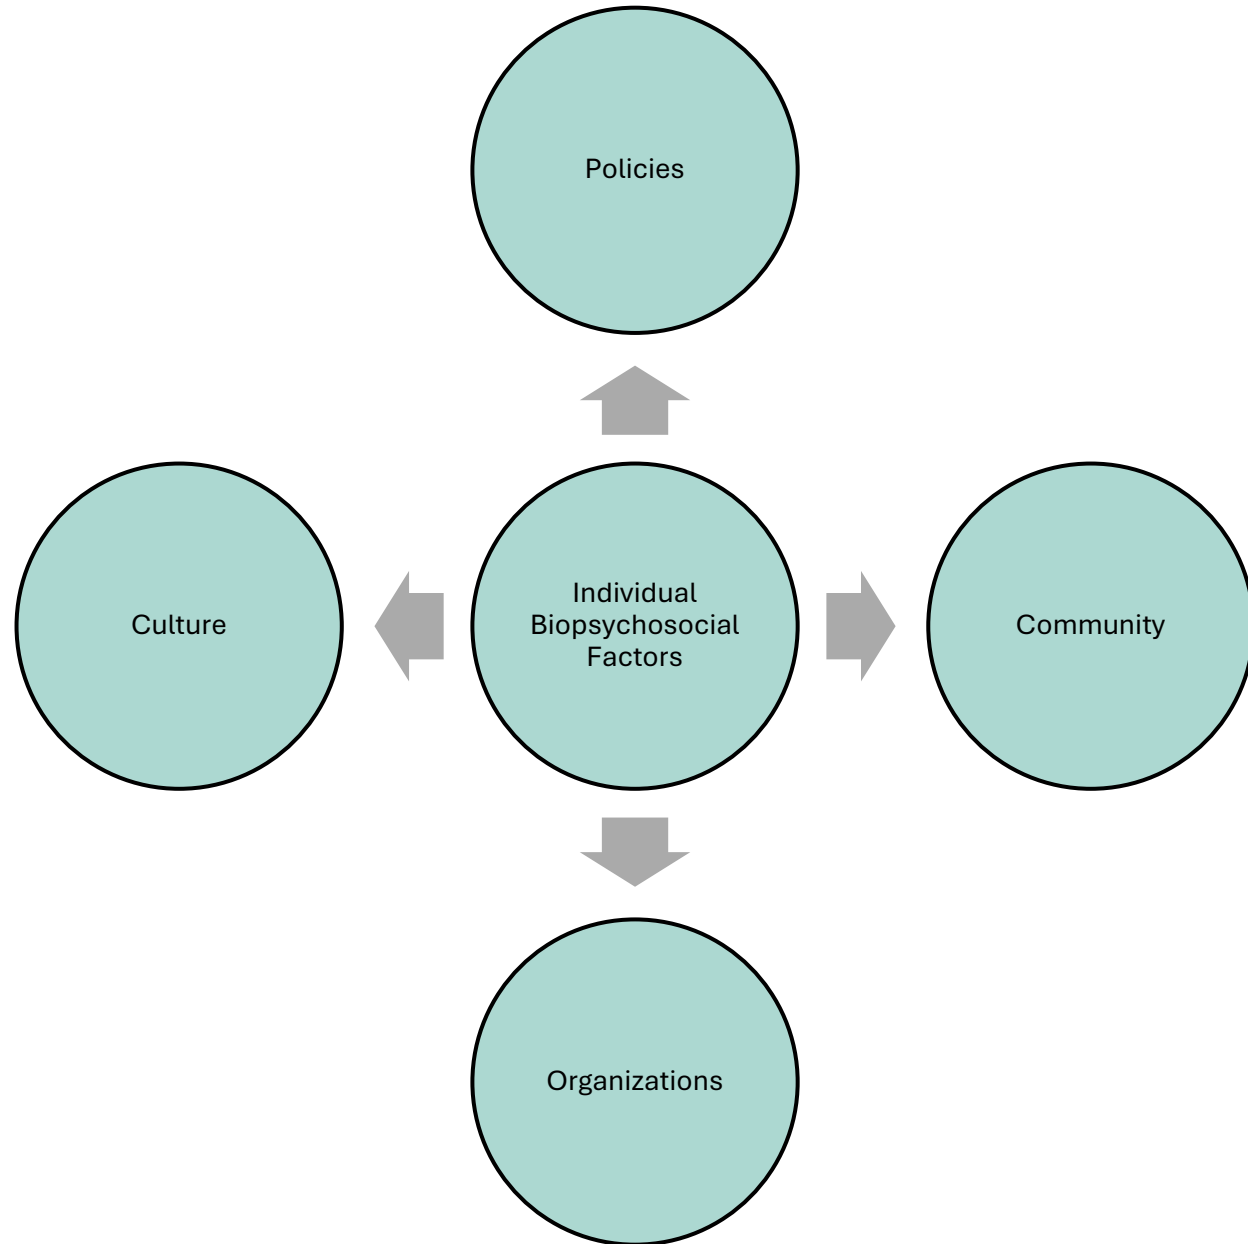 Policies
Culture
Individual
Biopsychosocial
Factors
Community
Organizations